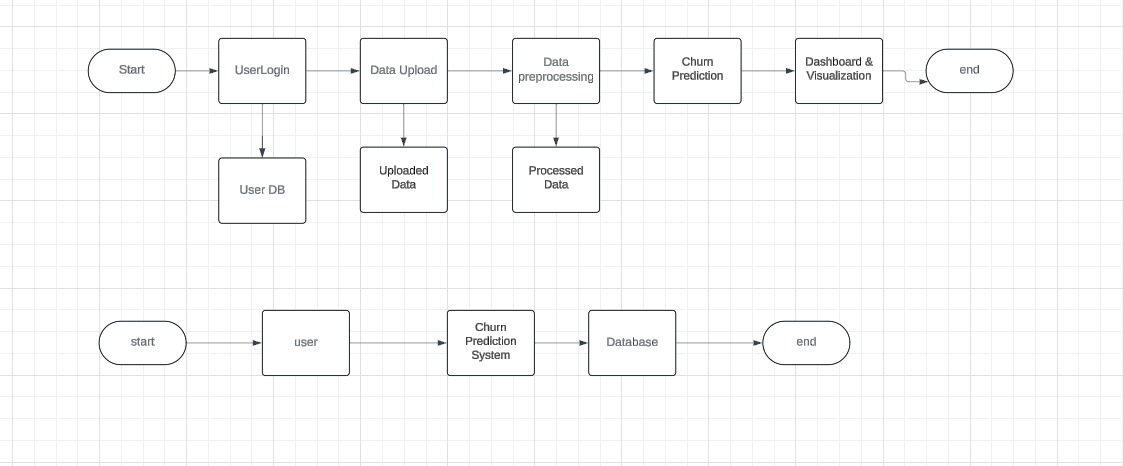 Start
UserLogin
Data Upload
Data
preprocessing
Churn
Prediction
Dashboard &
Visualization
end
User DB
Uploaded
Data
Processed
Data
start
user
Churn
Prediction
System
Database
end